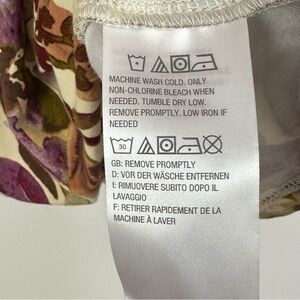 MACHINE WASH COLD. ONLY
NON-CHLORINE BLEACH WHEN
NEEDED. TUMBLE DRY LOW.
REMOVE PROMPTLY. LOW IRON IF
NEEDED
30
GB: REMOVE PROMPTLY
D: VOR DER WÄSCHE ENTFERNEN
I: RIMUOVERE SUBITO DOPO IL
LAVAGGIO
F: RETIRER RAPIDEMENT DE LA
MACHINE À LAVER